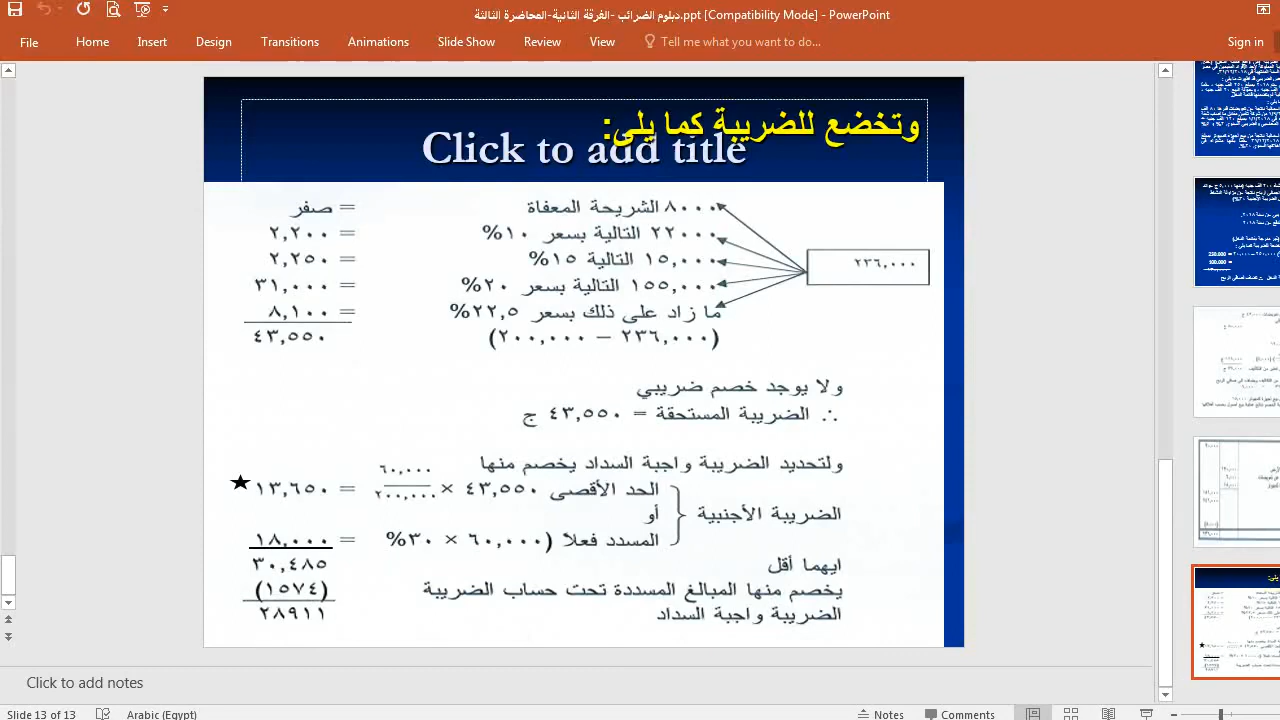 دبلوم الضرائب -الفرقة الثانية-المحاضرة الثالثة.ppt [Compatibility Mode] - PowerPoint
File Home Insert Design Transitions Animations Slide Show Review View Tell me what you want to do... Sign in
وتخضع للضريبة كما يلى:
Click to add title
٢٣٦,٠٠٠
٨٠٠٠ الشريحة المعفاة = صفر
٢٢٠٠٠ التالية بسعر ١٠% = ٢,٢٠٠
١٥,٠٠٠ التالية ١٥% = ٢,٢٥٠
١٥٥,٠٠٠ التالية بسعر ٢٠% = ٣١,٠٠٠
ما زاد على ذلك بسعر ٢٢,٥% = ٨,١٠٠
(٢٣٦,٠٠٠ – ٢٠٠,٠٠٠) ٤٣,٥٥٠
ولا يوجد خصم ضريبي
∴ الضريبة المستحقة = ٤٣,٥٥٠ ج
ولتحديد الضريبة واجبة السداد يخصم منها
الحد الأقصى ٤٣,٥٥٠ × ٦٠,٠٠٠ / ٢٠٠,٠٠٠ = ١٣,٦٥٠ ★
الضريبة الأجنبية } أو
المسدد فعلا (٦٠,٠٠٠ × ٣٠% = ١٨,٠٠٠
ايهما أقل ٣٠,٤٨٥
يخصم منها المبالغ المسددة تحت حساب الضريبة (١٥٧٤)
الضريبة واجبة السداد ٢٨٩١١
Click to add notes
Slide 13 of 13 Arabic (Egypt) Notes Comments